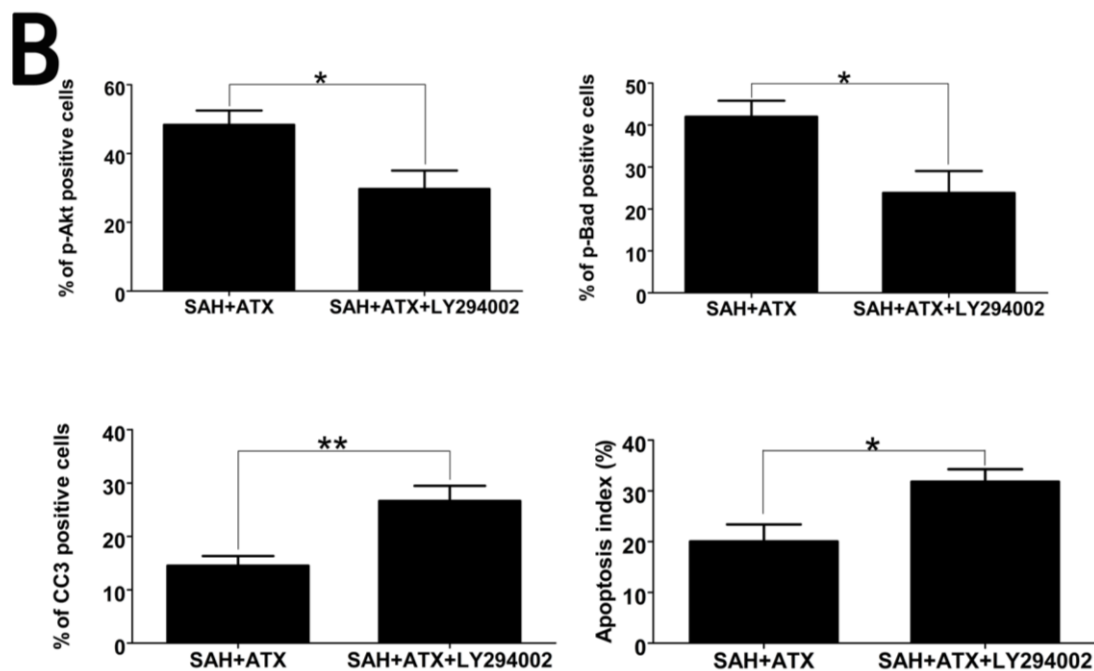 B
% of p-Akt positive cells
60
40
20
0
*
SAH+ATX SAH+ATX+LY294002
% of p-Bad positive cells
50
40
30
20
10
0
*
SAH+ATX SAH+ATX+LY294002
% of CC3 positive cells
40
30
20
10
0
**
SAH+ATX SAH+ATX+LY294002
Apoptosis index (%)
40
30
20
10
0
*
SAH+ATX SAH+ATX+LY294002